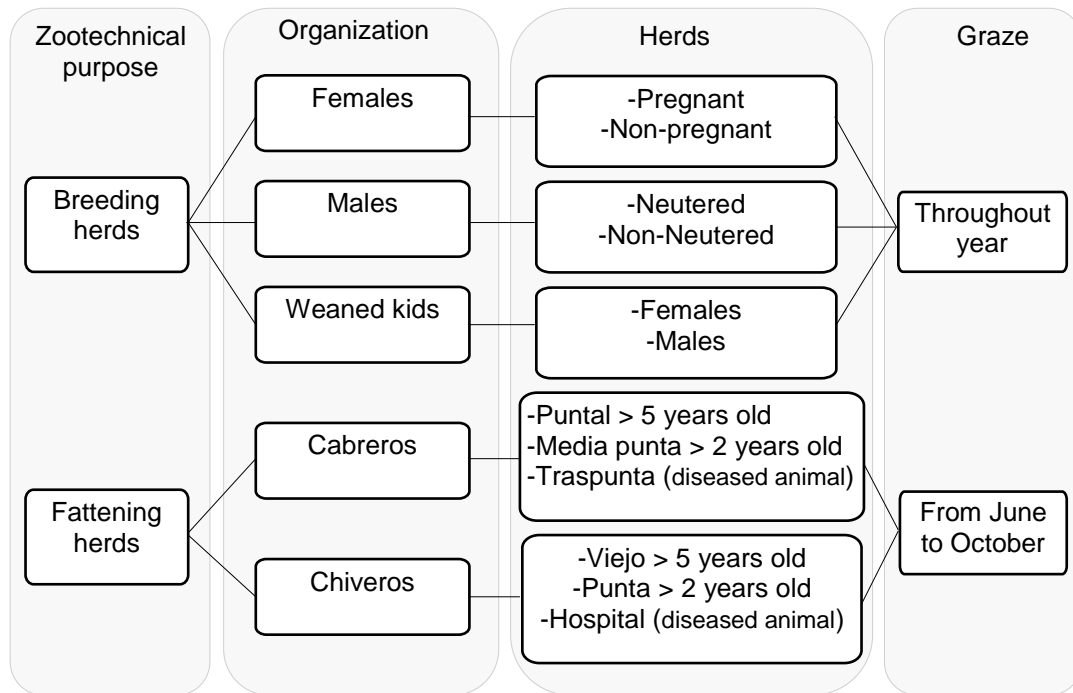 Zootechnical
purpose
Organization
Herds
Graze
Breeding
herds
Females
-Pregnant
-Non-pregnant
Males
-Neutered
-Non-Neutered
Weaned kids
-Females
-Males
Throughout
year
Fattening
herds
Cabreros
-Puntal > 5 years old
-Media punta > 2 years old
-Traspunta (diseased animal)
Chiveros
-Viejo > 5 years old
-Punta > 2 years old
-Hospital (diseased animal)
From June
to October